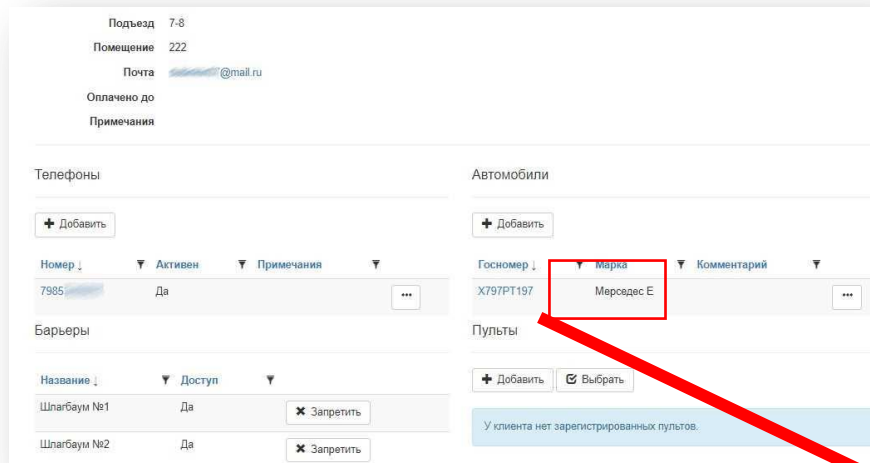 Подъезд 7-8
Помещение 222
Почта @mail.ru
Оплачено до
Примечания
Телефоны
Автомобили
Добавить
Добавить
Номер ↓ Активен Примечания
Госномер ↓ Марка Комментарий
7985 Да ...
Х797РТ197 Мерседес Е ...
Барьеры
Пульты
Добавить Выбрать
Название ↓ Доступ
Шлагбаум №1 Да Запретить
У клиента нет зарегистрированных пультов.
Шлагбаум №2 Да Запретить